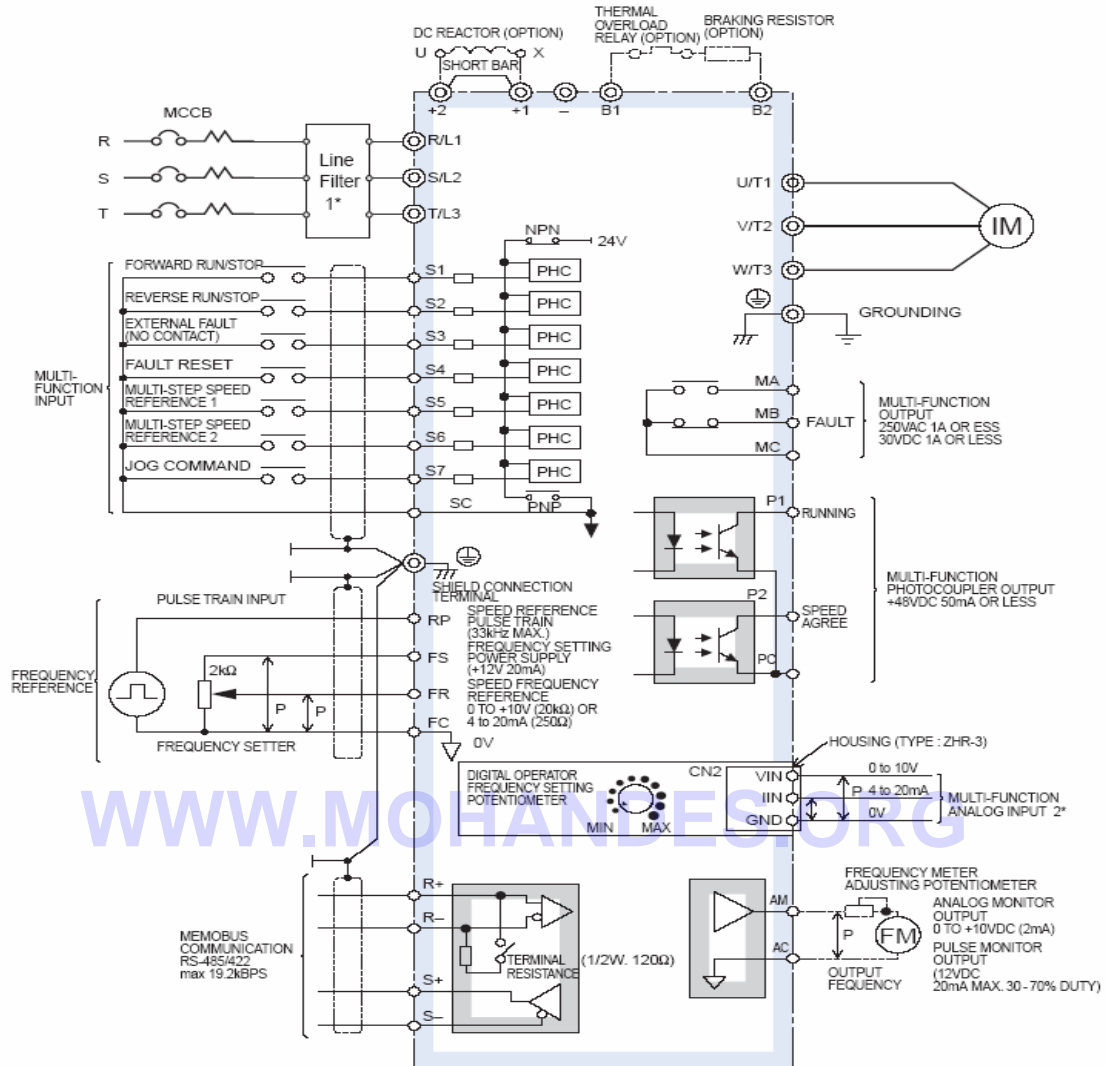 DC REACTOR (OPTION)
U
X
SHORT BAR
THERMAL
OVERLOAD
RELAY (OPTION)
BRAKING RESISTOR
(OPTION)
+2
+1
–
B1
B2
MCCB
R
S
T
Line
Filter
1*
R/L1
S/L2
T/L3
U/T1
V/T2
W/T3
IM
GROUNDING
NPN
24V
MULTI-
FUNCTION
INPUT
FORWARD RUN/STOP
S1
PHC
REVERSE RUN/STOP
S2
PHC
EXTERNAL FAULT
(NO CONTACT)
S3
PHC
FAULT RESET
S4
PHC
MULTI-STEP SPEED
REFERENCE 1
S5
PHC
MULTI-STEP SPEED
REFERENCE 2
S6
PHC
JOG COMMAND
S7
PHC
SC
PNP
MA
MB
MC
FAULT
MULTI-FUNCTION
OUTPUT
250VAC 1A OR ESS
30VDC 1A OR LESS
P1
RUNNING
P2
SPEED
AGREE
PC
MULTI-FUNCTION
PHOTOCOUPLER OUTPUT
+48VDC 50mA OR LESS
SHIELD CONNECTION
TERMINAL
PULSE TRAIN INPUT
FREQUENCY
REFERENCE
2kΩ
P
P
FREQUENCY SETTER
RP
SPEED REFERENCE
PULSE TRAIN
(33kHz MAX.)
FS
FREQUENCY SETTING
POWER SUPPLY
(+12V 20mA)
FR
SPEED FREQUENCY
REFERENCE
0 TO +10V (20kΩ) OR
4 to 20mA (250Ω)
FC
0V
HOUSING (TYPE : ZHR-3)
DIGITAL OPERATOR
FREQUENCY SETTING
POTENTIOMETER
MIN
MAX
CN2
VIN
IIN
GND
0 to 10V
P
4 to 20mA
0V
MULTI-FUNCTION
ANALOG INPUT 2*
WWW.MOHANDES.ORG
MEMOBUS
COMMUNICATION
RS-485/422
max 19.2kBPS
R+
R–
S+
S–
TERMINAL
RESISTANCE
(1/2W. 120Ω)
AM
AC
P
OUTPUT
FEQUENCY
FREQUENCY METER
ADJUSTING POTENTIOMETER
FM
ANALOG MONITOR
OUTPUT
0 TO +10VDC (2mA)
PULSE MONITOR
OUTPUT
(12VDC
20mA MAX. 30 - 70% DUTY)